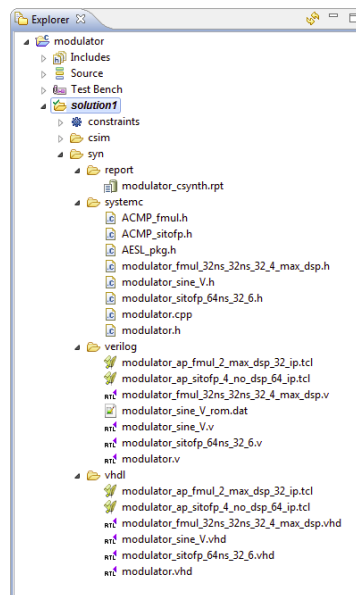 Explorer
modulator
Includes
Source
Test Bench
solution1
constraints
csim
syn
report
modulator_csynth.rpt
systemc
ACMP_fmul.h
ACMP_sitofp.h
AESL_pkg.h
modulator_fmul_32ns_32ns_32_4_max_dsp.h
modulator_sine_V.h
modulator_sitofp_64ns_32_6.h
modulator.cpp
modulator.h
verilog
modulator_ap_fmul_2_max_dsp_32_ip.tcl
modulator_ap_sitofp_4_no_dsp_64_ip.tcl
modulator_fmul_32ns_32ns_32_4_max_dsp.v
modulator_sine_V_rom.dat
modulator_sine_V.v
modulator_sitofp_64ns_32_6.v
modulator.v
vhdl
modulator_ap_fmul_2_max_dsp_32_ip.tcl
modulator_ap_sitofp_4_no_dsp_64_ip.tcl
modulator_fmul_32ns_32ns_32_4_max_dsp.vhd
modulator_sine_V.vhd
modulator_sitofp_64ns_32_6.vhd
modulator.vhd